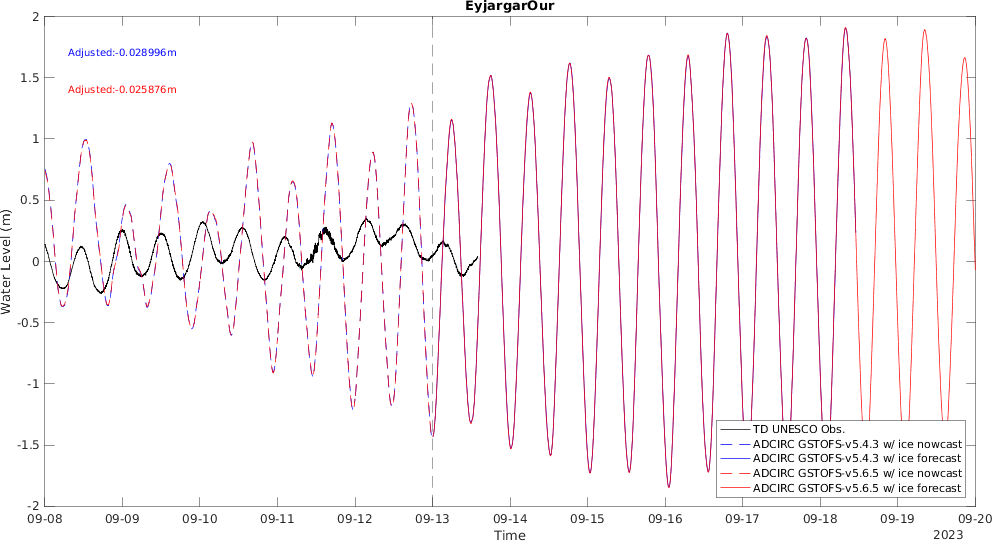 EyjargarOur
Adjusted:-0.028996m
Adjusted:-0.025876m
2
1.5
1
0.5
0
-0.5
-1
-1.5
-2
Water Level (m)
TD UNESCO Obs.
ADCIRC GSTOFS-v5.4.3 w/ ice nowcast
ADCIRC GSTOFS-v5.4.3 w/ ice forecast
ADCIRC GSTOFS-v5.6.5 w/ ice nowcast
ADCIRC GSTOFS-v5.6.5 w/ ice forecast
09-08 09-09 09-10 09-11 09-12 09-13 09-14 09-15 09-16 09-17 09-18 09-19 09-20
Time
2023